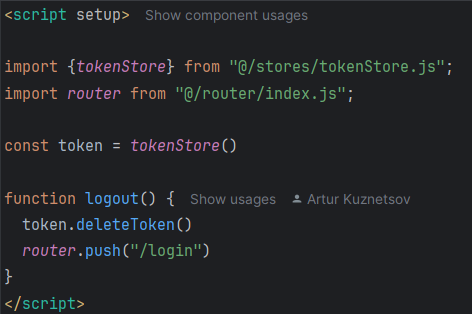 <script setup> Show component usages
import {tokenStore} from "@/stores/tokenStore.js";
import router from "@/router/index.js";
const token = tokenStore()
function logout() { Show usages Artur Kuznetsov
token.deleteToken()
router.push("/login")
}
</script>